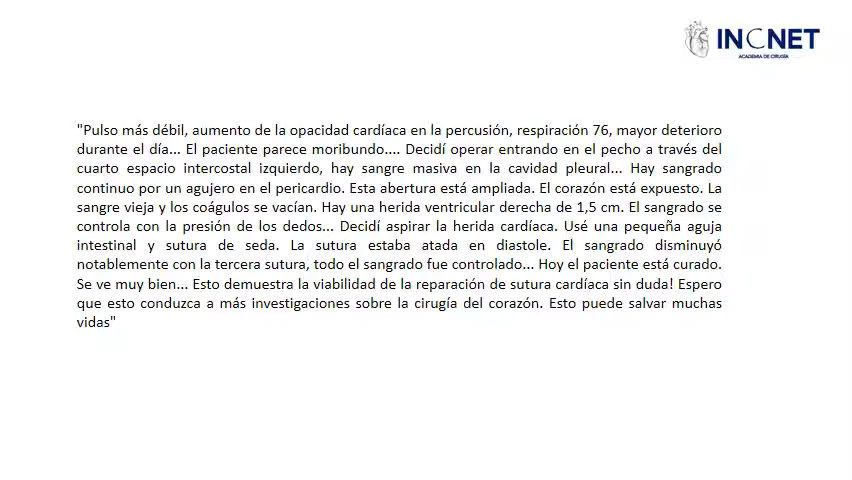 INCNET
ACADEMIA DE CIRUGÍA
"Pulso más débil, aumento de la opacidad cardíaca en la percusión, respiración 76, mayor deterioro
durante el día... El paciente parece moribundo.... Decidí operar entrando en el pecho a través del
cuarto espacio intercostal izquierdo, hay sangre masiva en la cavidad pleural... Hay sangrado
continuo por un agujero en el pericardio. Esta abertura está ampliada. El corazón está expuesto. La
sangre vieja y los coágulos se vacían. Hay una herida ventricular derecha de 1,5 cm. El sangrado se
controla con la presión de los dedos... Decidí aspirar la herida cardíaca. Usé una pequeña aguja
intestinal y sutura de seda. La sutura estaba atada en diastole. El sangrado disminuyó
notablemente con la tercera sutura, todo el sangrado fue controlado... Hoy el paciente está curado.
Se ve muy bien... Esto demuestra la viabilidad de la reparación de sutura cardíaca sin duda! Espero
que esto conduzca a más investigaciones sobre la cirugía del corazón. Esto puede salvar muchas
vidas"